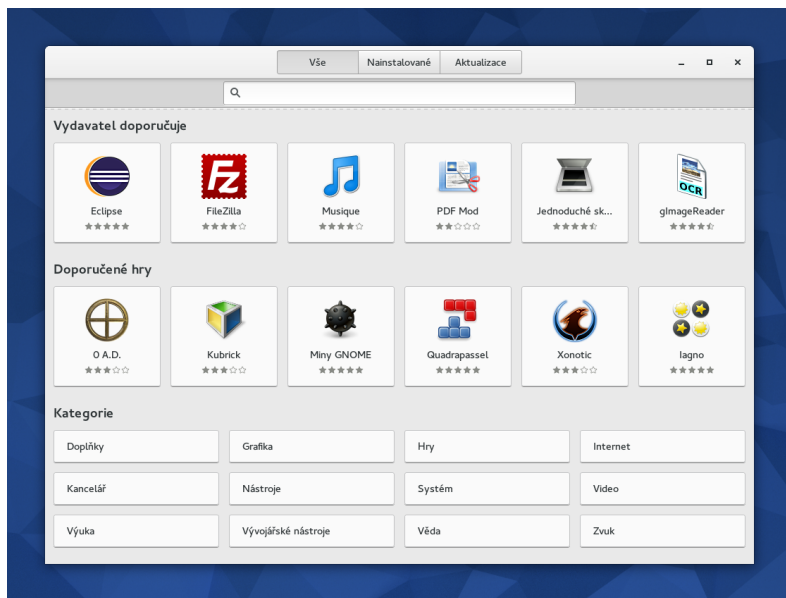 Vše Nainstalované Aktualizace
Vydavatel doporučuje
Eclipse FileZilla Musique PDF Mod Jednoduché sk... gImageReader
Doporučené hry
0 A.D. Kubrick Miny GNOME Quadrapassel Xonotic Iagno
Kategorie
Doplňky Grafika Hry Internet
Kancelář Nástroje Systém Video
Výuka Vývojářské nástroje Věda Zvuk